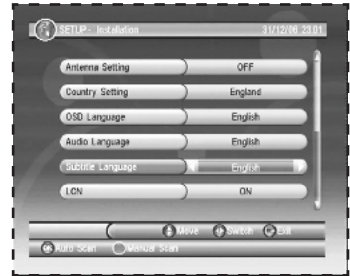 SETUP - Installation 31/12/06 23:01
Antenna Setting OFF
Country Setting England
OSD Language English
Audio Language English
Subtitle Language English
LCN ON
Move Switch Exit
Auto Scan Manual Scan